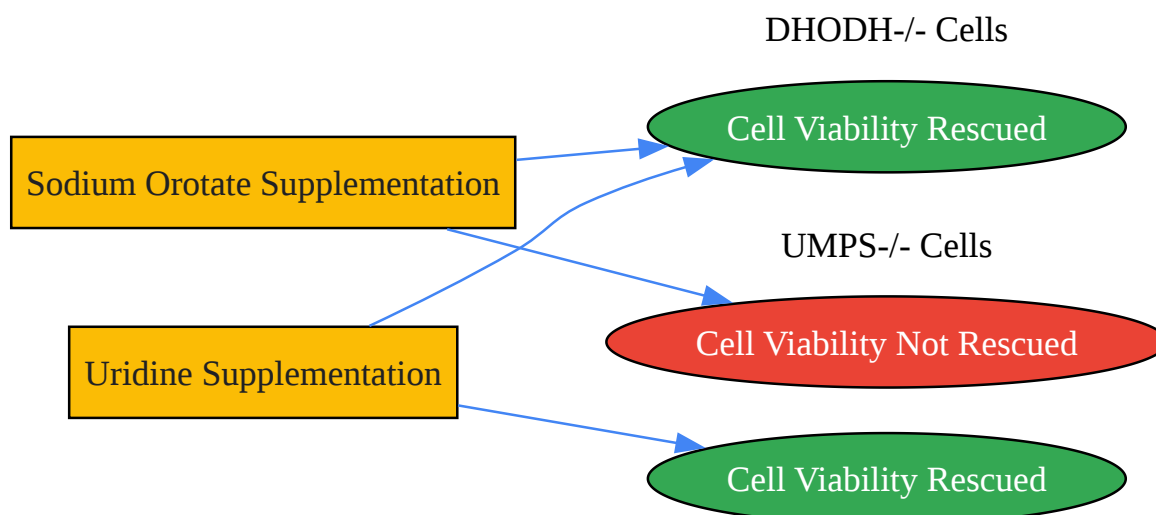 DHODH-/- Cells
Cell Viability Rescued
Sodium Orotate Supplementation
UMPS-/- Cells
Cell Viability Not Rescued
Uridine Supplementation
Cell Viability Rescued